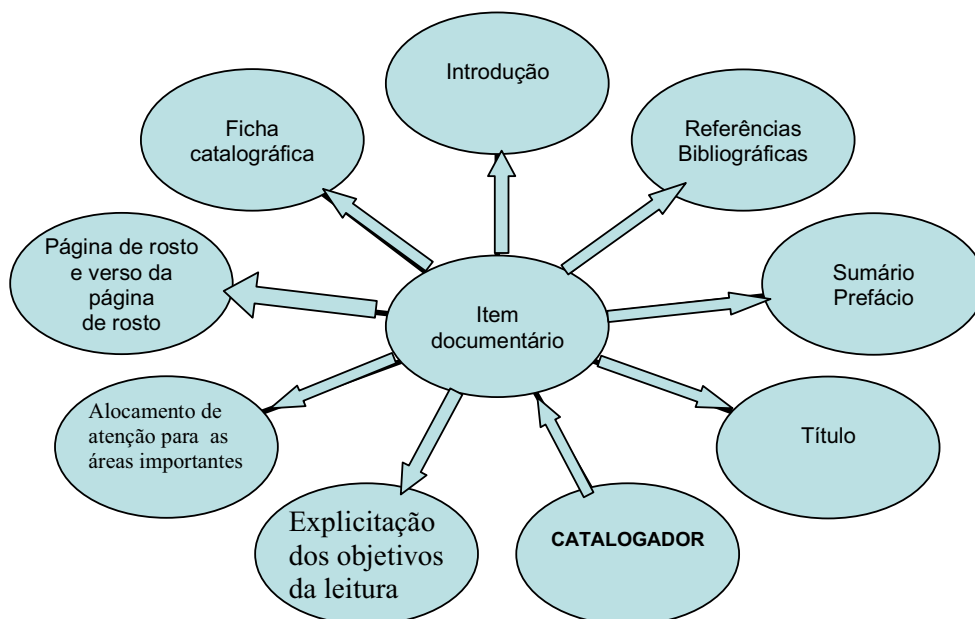 Introdução
Ficha
catalográfica
Referências
Bibliográficas
Página de rosto
e verso da
página
de rosto
Item
documentário
Sumário
Prefácio
Alocamento de
atenção para as
áreas importantes
Título
Explicitação
dos objetivos
da leitura
CATALOGADOR